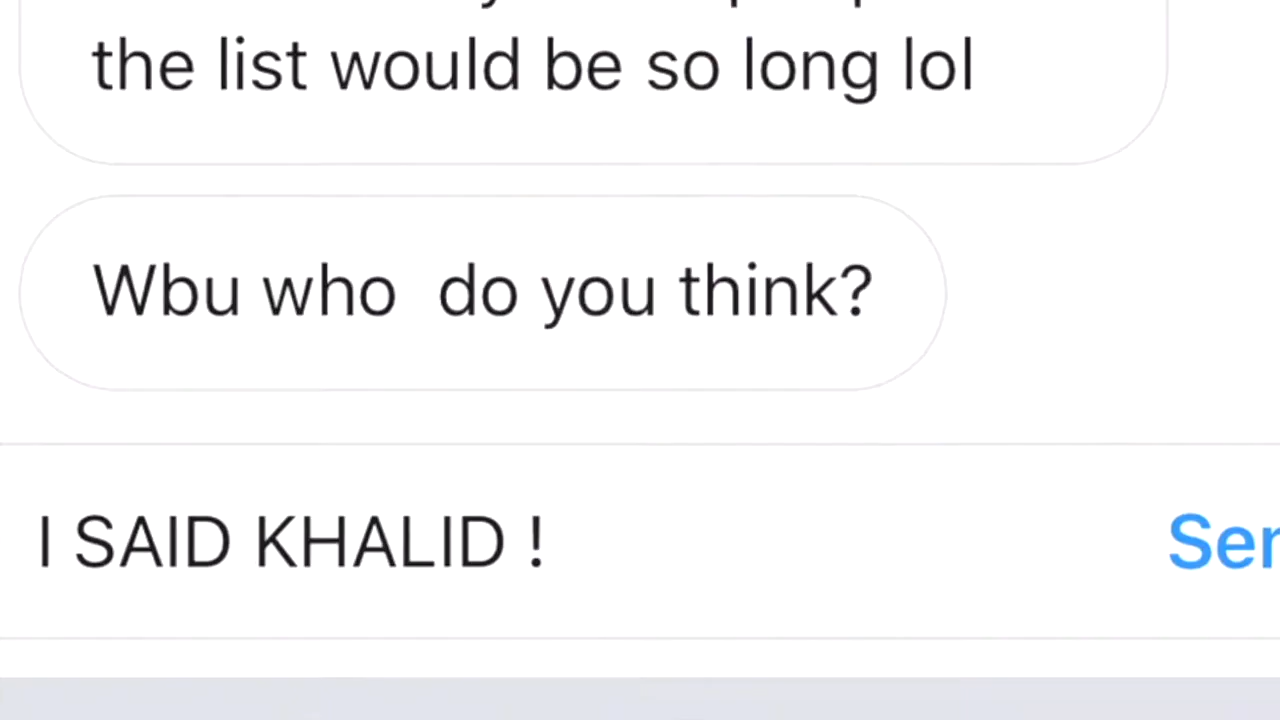 the list would be so long lol
Wbu who  do you think?
I SAID KHALID !